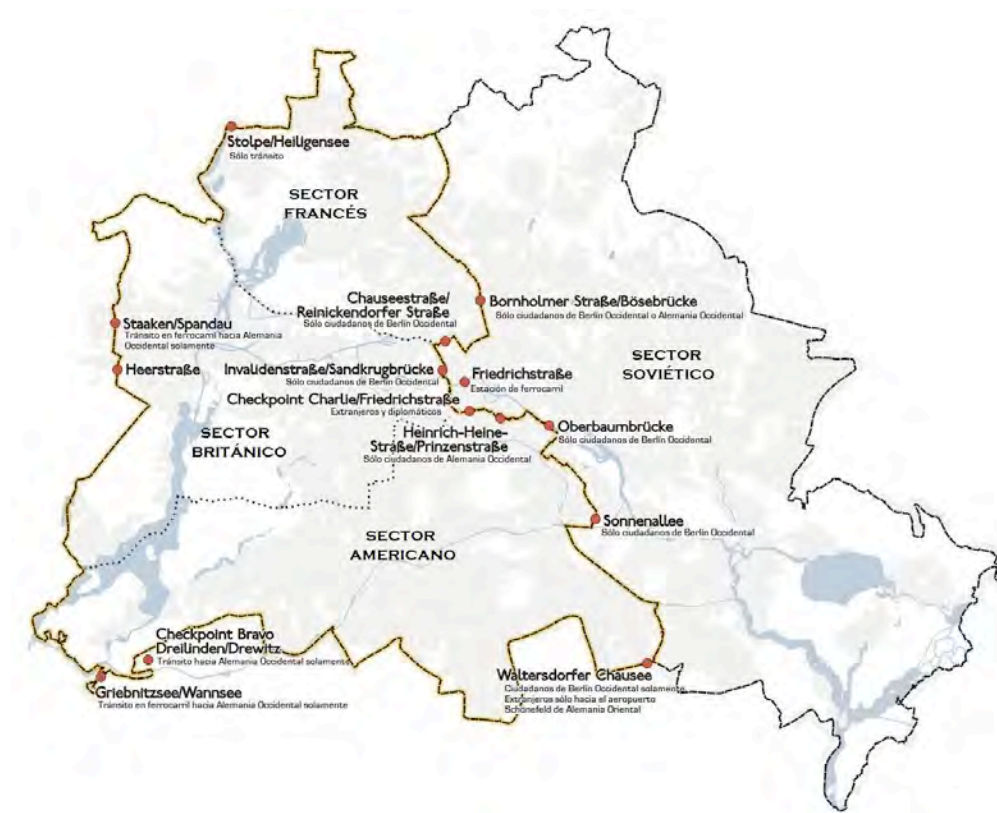 Stolpe/Heiligensee
Sólo tránsito
SECTOR
FRANCÉS
Chauseestraße/
Reinickendorfer Straße
Sólo ciudadanos de Berlín Occidental
Bornholmer Straße/Bösebrücke
Sólo ciudadanos de Berlín Occidental o Alemania Occidental
Staaken/Spandau
Tránsito en ferrocarril hacia Alemania
Occidental solamente
Heerstraße
Invalidenstraße/Sandkrugbrücke
Sólo ciudadanos de Berlín Occidental
Friedrichstraße
Estación de ferrocarril
SECTOR
SOVIÉTICO
Checkpoint Charlie/Friedrichstraße
Extranjeros y diplomáticos
SECTOR
BRITÁNICO
Heinrich-Heine-
Straße/Prinzenstraße
Sólo ciudadanos de Alemania Occidental
Oberbaumbrücke
Sólo ciudadanos de Berlín Occidental
Sonnenallee
Sólo ciudadanos de Berlín Occidental
SECTOR
AMERICANO
Checkpoint Bravo
Dreilinden/Drewitz
Tránsito hacia Alemania Occidental solamente
Griebnitzsee/Wannsee
Tránsito en ferrocarril hacia Alemania Occidental solamente
Waltersdorfer Chausee
Ciudadanos de Berlín Occidental solamente
Extranjeros sólo hacia el aeropuerto
Schönefeld de Alemania Oriental